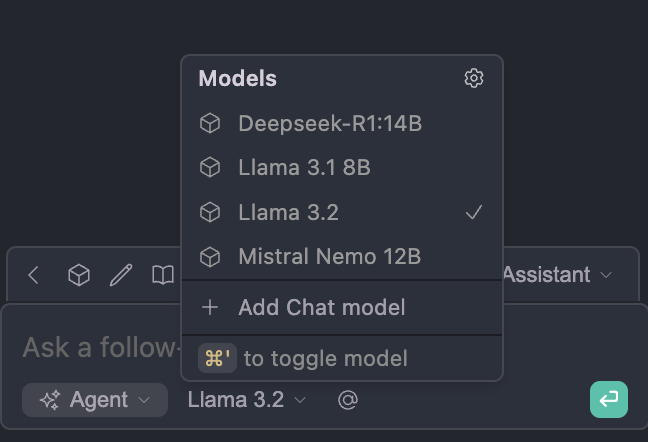 Models
Deepseek-R1:14B
Llama 3.1 8B
Llama 3.2
Mistral Nemo 12B
Assistant
+ Add Chat model
Ask a follow-
⌘' to toggle model
Agent Llama 3.2 @